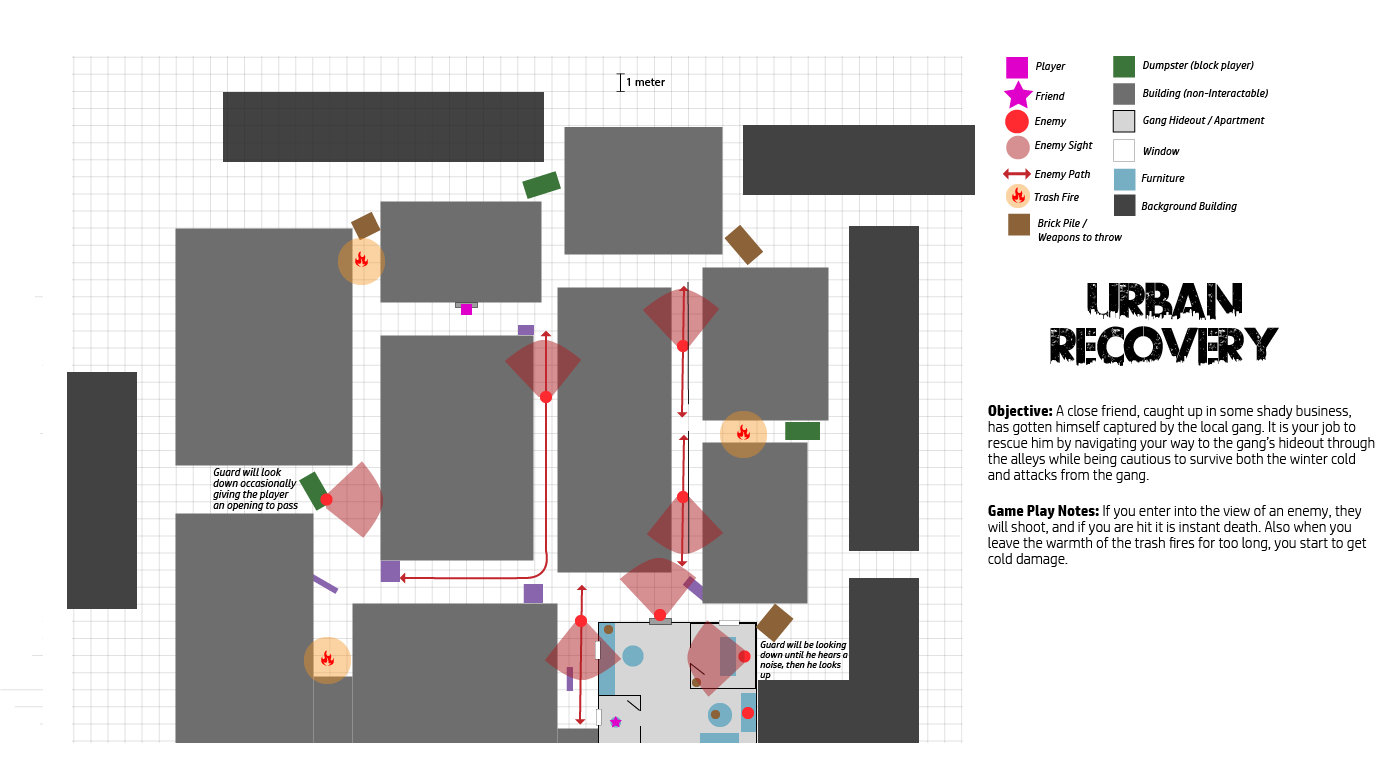 1 meter
Player
Friend
Enemy
Enemy Sight
Enemy Path
Trash Fire
Brick Pile /
Weapons to throw
Dumpster (block player)
Building (non-Interactable)
Gang Hideout / Apartment
Window
Furniture
Background Building
URBAN
RECOVERY
Objective: A close friend, caught up in some shady business,
has gotten himself captured by the local gang. It is your job to
rescue him by navigating your way to the gang's hideout through
the alleys while being cautious to survive both the winter cold
and attacks from the gang.
Game Play Notes: If you enter into the view of an enemy, they
will shoot, and if you are hit it is instant death. Also when you
leave the warmth of the trash fires for too long, you start to get
cold damage.
Guard will look
down occasionally
giving the player
an opening to pass
Guard will be looking
down until he hears a
noise, then he looks
up